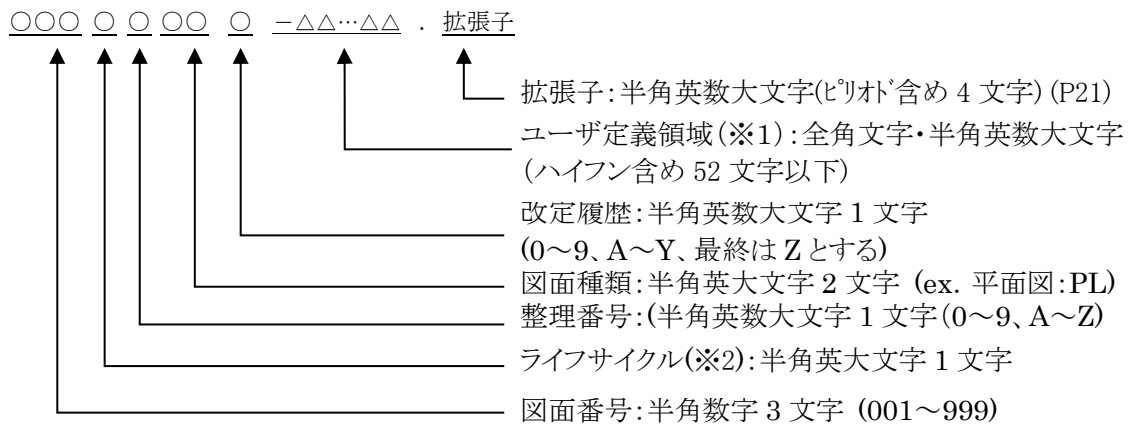 ○○○ ○ ○ ○○ ○ -△△…△△ . 拡張子
拡張子:半角英数大文字(ﾋﾟﾘｵﾄﾞ含め 4 文字) (P21)
ユーザ定義領域(※1):全角文字・半角英数大文字
(ハイフン含め 52 文字以下)
改定履歴:半角英数大文字 1 文字
(0~9、A~Y、最終は Z とする)
図面種類:半角英大文字 2 文字 (ex. 平面図:PL)
整理番号:(半角英数大文字 1 文字(0~9、A~Z)
ライフサイクル(※2):半角英大文字 1 文字
図面番号:半角数字 3 文字 (001~999)